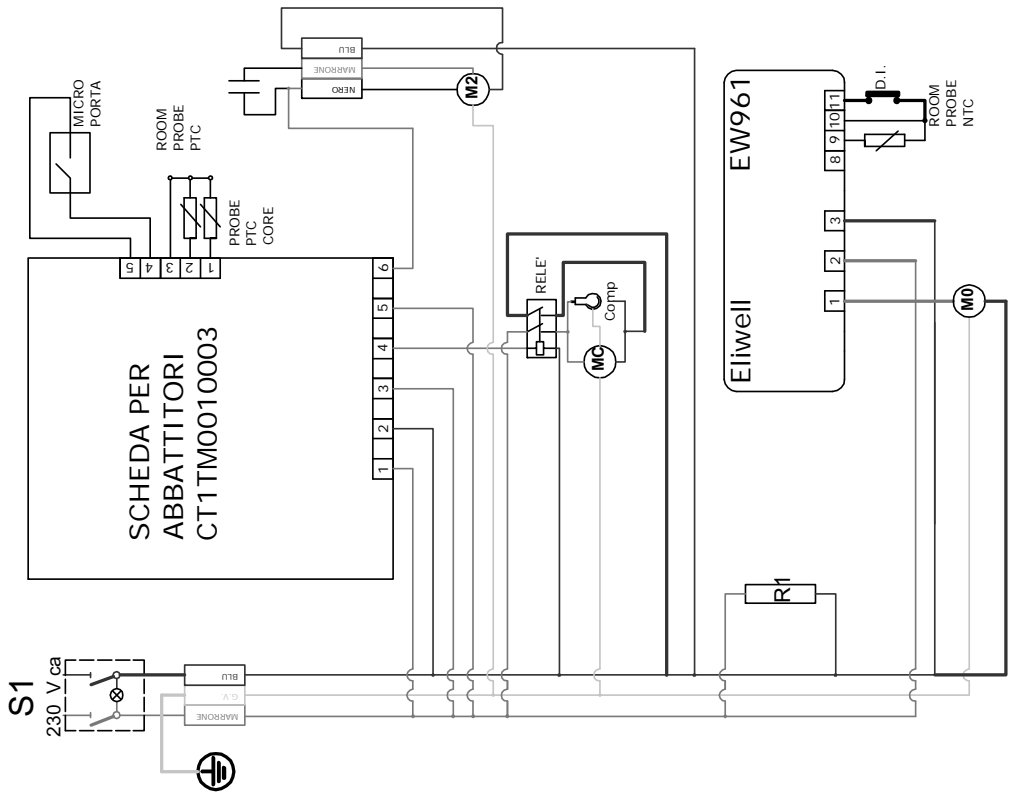 S1
230 V ca
BLU
G.V.
MARRONE
SCHEDA PER
ABBATTITORI
CT1TM0010003
5
4
3
2
1
MICRO
PORTA
ROOM
PROBE
PTC
PROBE
PTC
CORE
1
2
3
4
5
6
BLU
MARRONE
NERO
M2
RELE'
Comp
MC
R1
Eliwell
EW961
1
2
3
8
9
10
11
D.I.
ROOM
PROBE
NTC
M0